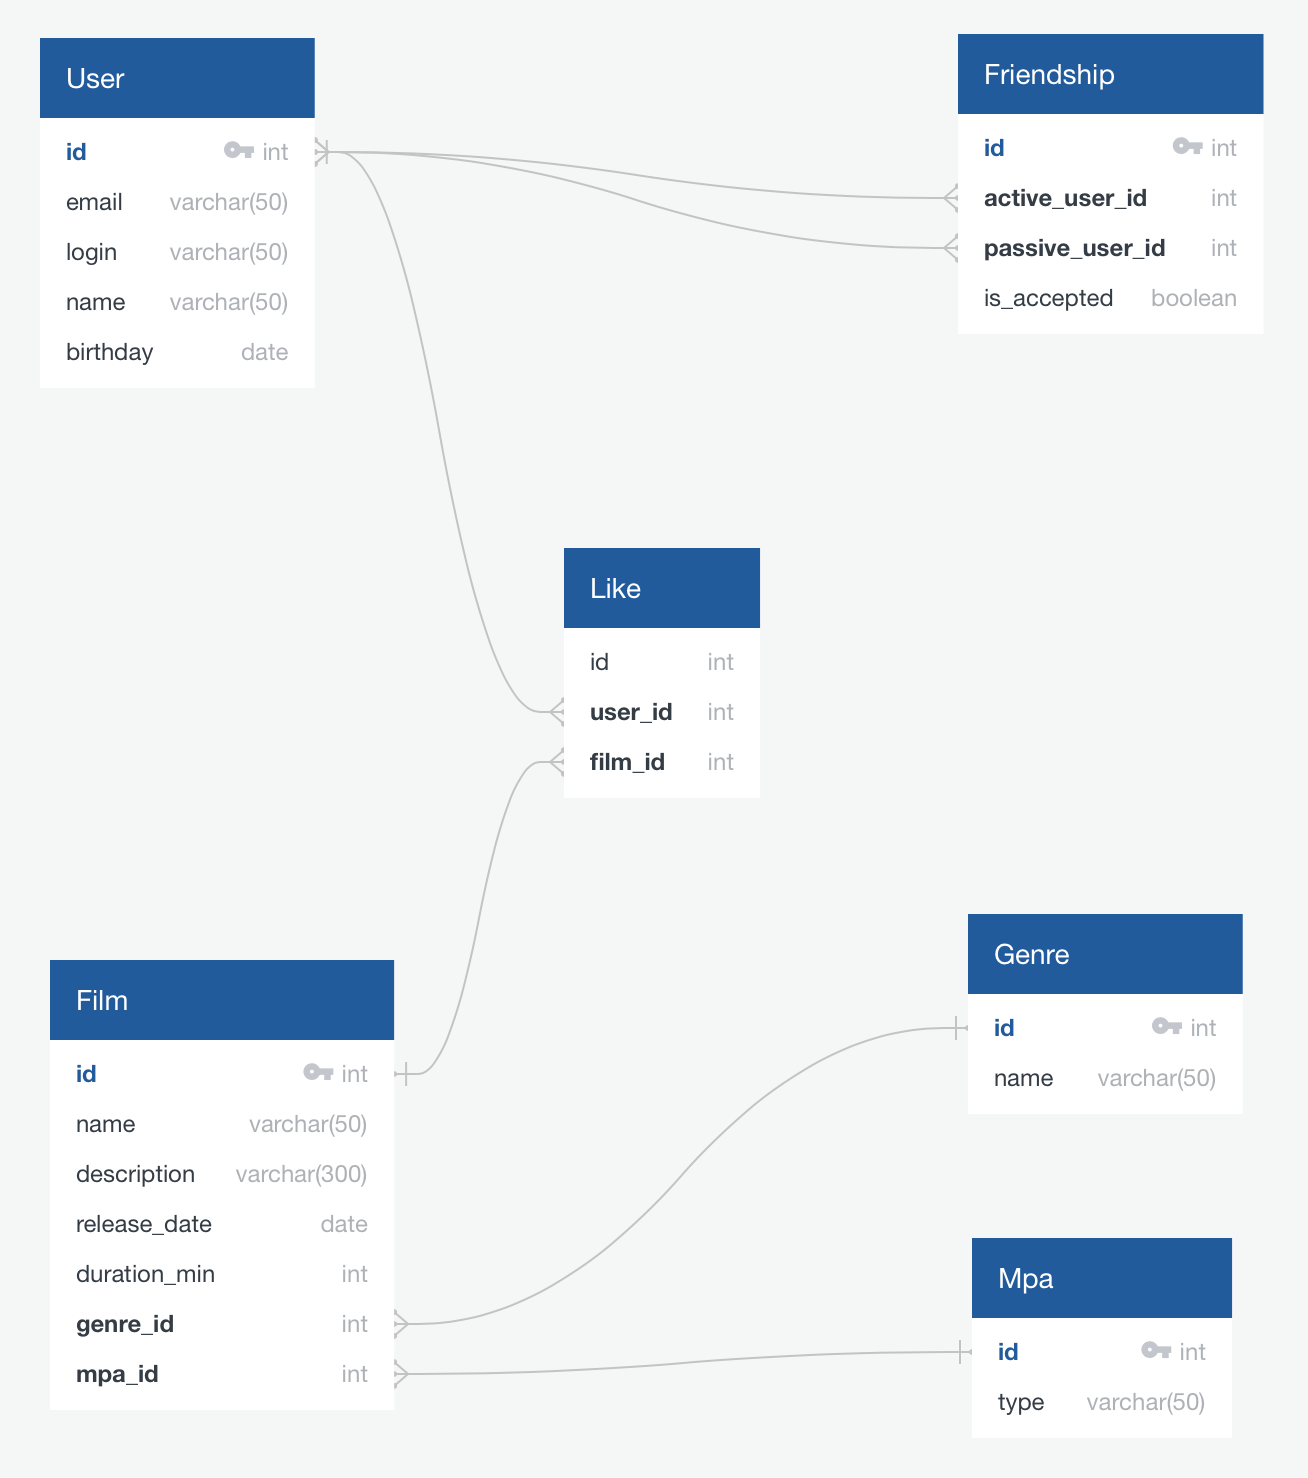 User
id int
email varchar(50)
login varchar(50)
name varchar(50)
birthday date
Friendship
id int
active_user_id int
passive_user_id int
is_accepted boolean
Like
id int
user_id int
film_id int
Film
id int
name varchar(50)
description varchar(300)
release_date date
duration_min int
genre_id int
mpa_id int
Genre
id int
name varchar(50)
Mpa
id int
type varchar(50)